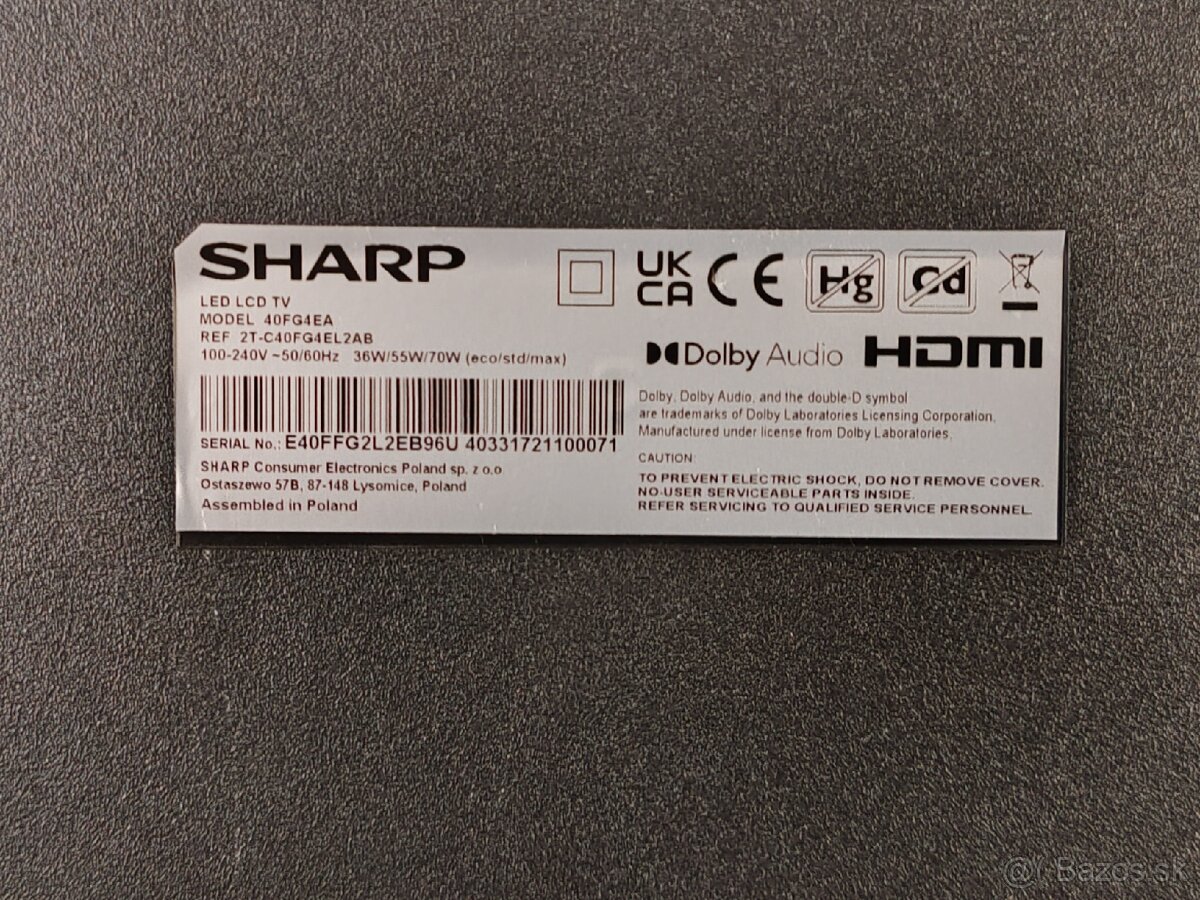 SHARP
LED LCD TV
MODEL 40FG4EA
REF 2T-C40FG4EL2AB
100-240V ~50/60Hz 36W/55W/70W (eco/std/max)
SERIAL No.: E40FFG2L2EB96U 40331721100071
SHARP Consumer Electronics Poland sp. z o.o
Ostaszewo 57B, 87-148 Lysomice, Poland
Assembled in Poland
UK
CA
CE
Hg
Cd
Dolby Audio
HDMI
Dolby, Dolby Audio, and the double-D symbol
are trademarks of Dolby Laboratories Licensing Corporation.
Manufactured under license from Dolby Laboratories.
CAUTION:
TO PREVENT ELECTRIC SHOCK, DO NOT REMOVE COVER.
NO-USER SERVICEABLE PARTS INSIDE.
REFER SERVICING TO QUALIFIED SERVICE PERSONNEL.
Bazos.sk